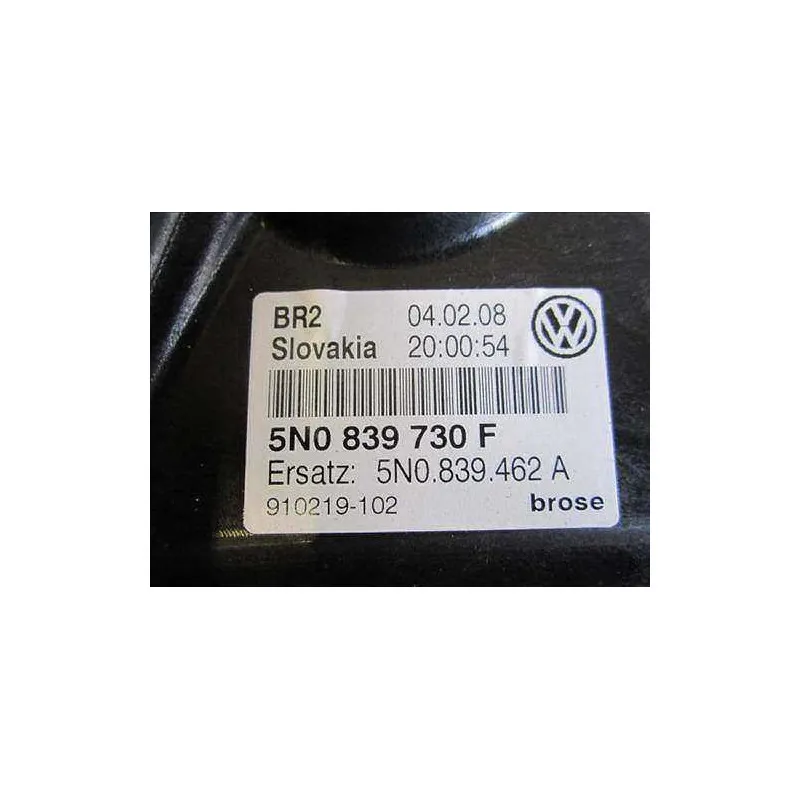 BR2 04.02.08
Slovakia 20:00:54
5N0 839 730 F
Ersatz: 5N0.839.462 A
910219-102 brose